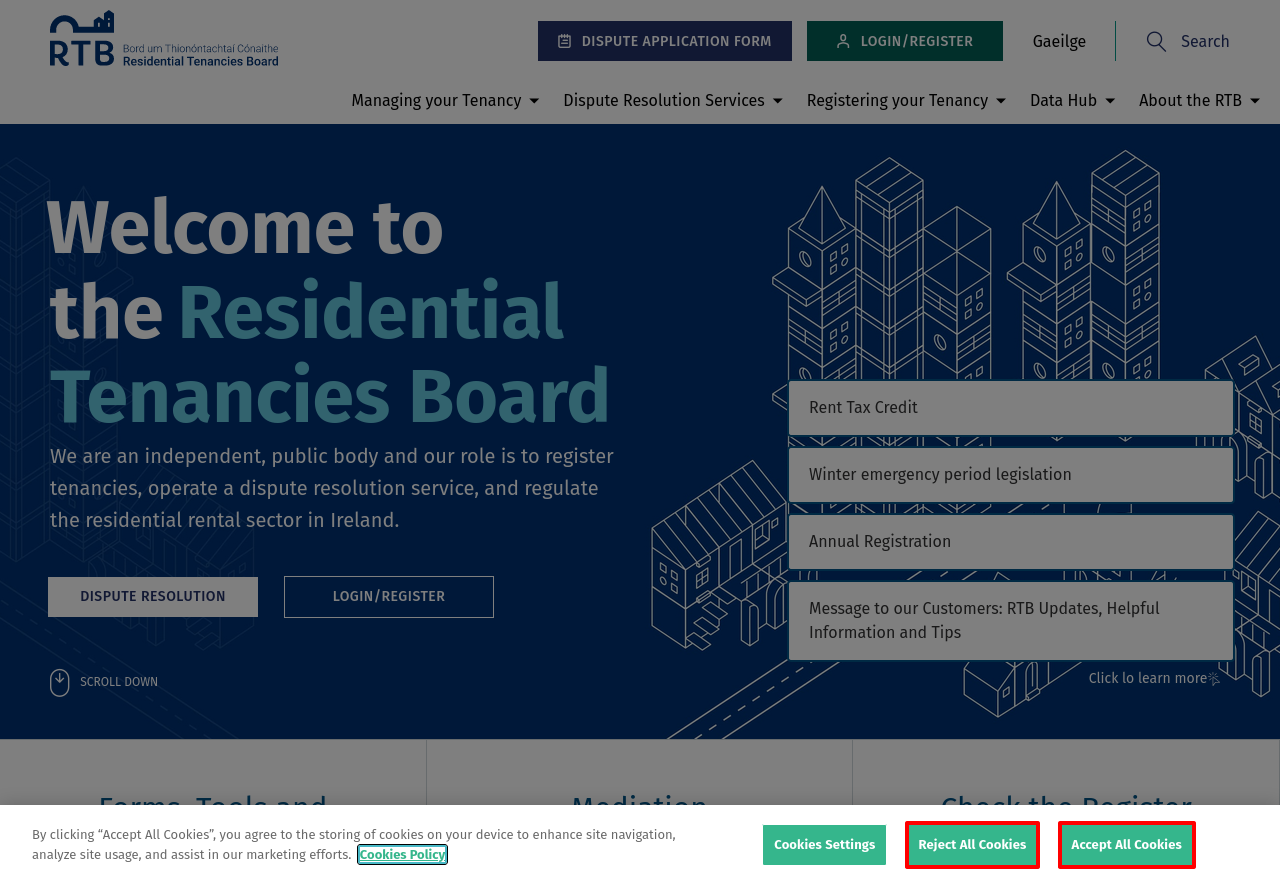 RTB
Bord um Thionóntachtaí Cónaithe
Residential Tenancies Board
DISPUTE APPLICATION FORM
LOGIN/REGISTER
Gaeilge
Search
Managing your Tenancy
Dispute Resolution Services
Registering your Tenancy
Data Hub
About the RTB
Welcome to
the Residential
Tenancies Board
We are an independent, public body and our role is to register
tenancies, operate a dispute resolution service, and regulate
the residential rental sector in Ireland.
DISPUTE RESOLUTION
LOGIN/REGISTER
SCROLL DOWN
Rent Tax Credit
Winter emergency period legislation
Annual Registration
Message to our Customers: RTB Updates, Helpful
Information and Tips
Click lo learn more
Forms, Tools and
Mediation
Check the Register
By clicking “Accept All Cookies”, you agree to the storing of cookies on your device to enhance site navigation,
analyze site usage, and assist in our marketing efforts. Cookies Policy
Cookies Settings
Reject All Cookies
Accept All Cookies